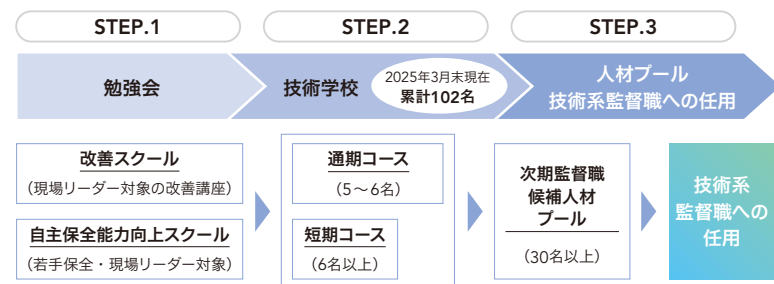 STEP.1
STEP.2
STEP.3
勉強会
技術学校
2025年3月末現在
累計102名
人材プール
技術系監督職への任用
改善スクール
（現場リーダー対象の改善講座）
自主保全能力向上スクール
（若手保全・現場リーダー対象）
通期コース
（5～6名）
短期コース
（6名以上）
次期監督職
候補人材
プール
（30名以上）
技術系
監督職への
任用